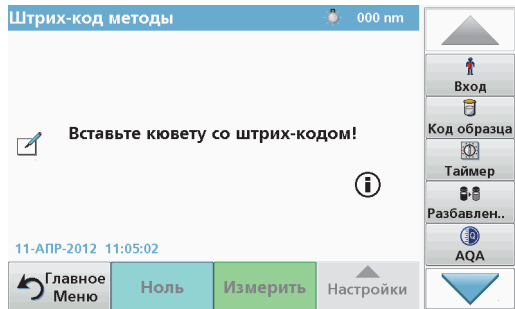 Штрих-код методы
000 nm
Вставьте кювету со штрих-кодом!
11-АПР-2012 11:05:02
Главное
Меню
Ноль
Измерить
Настройки
Вход
Код образца
Таймер
Разбавлен..
AQA